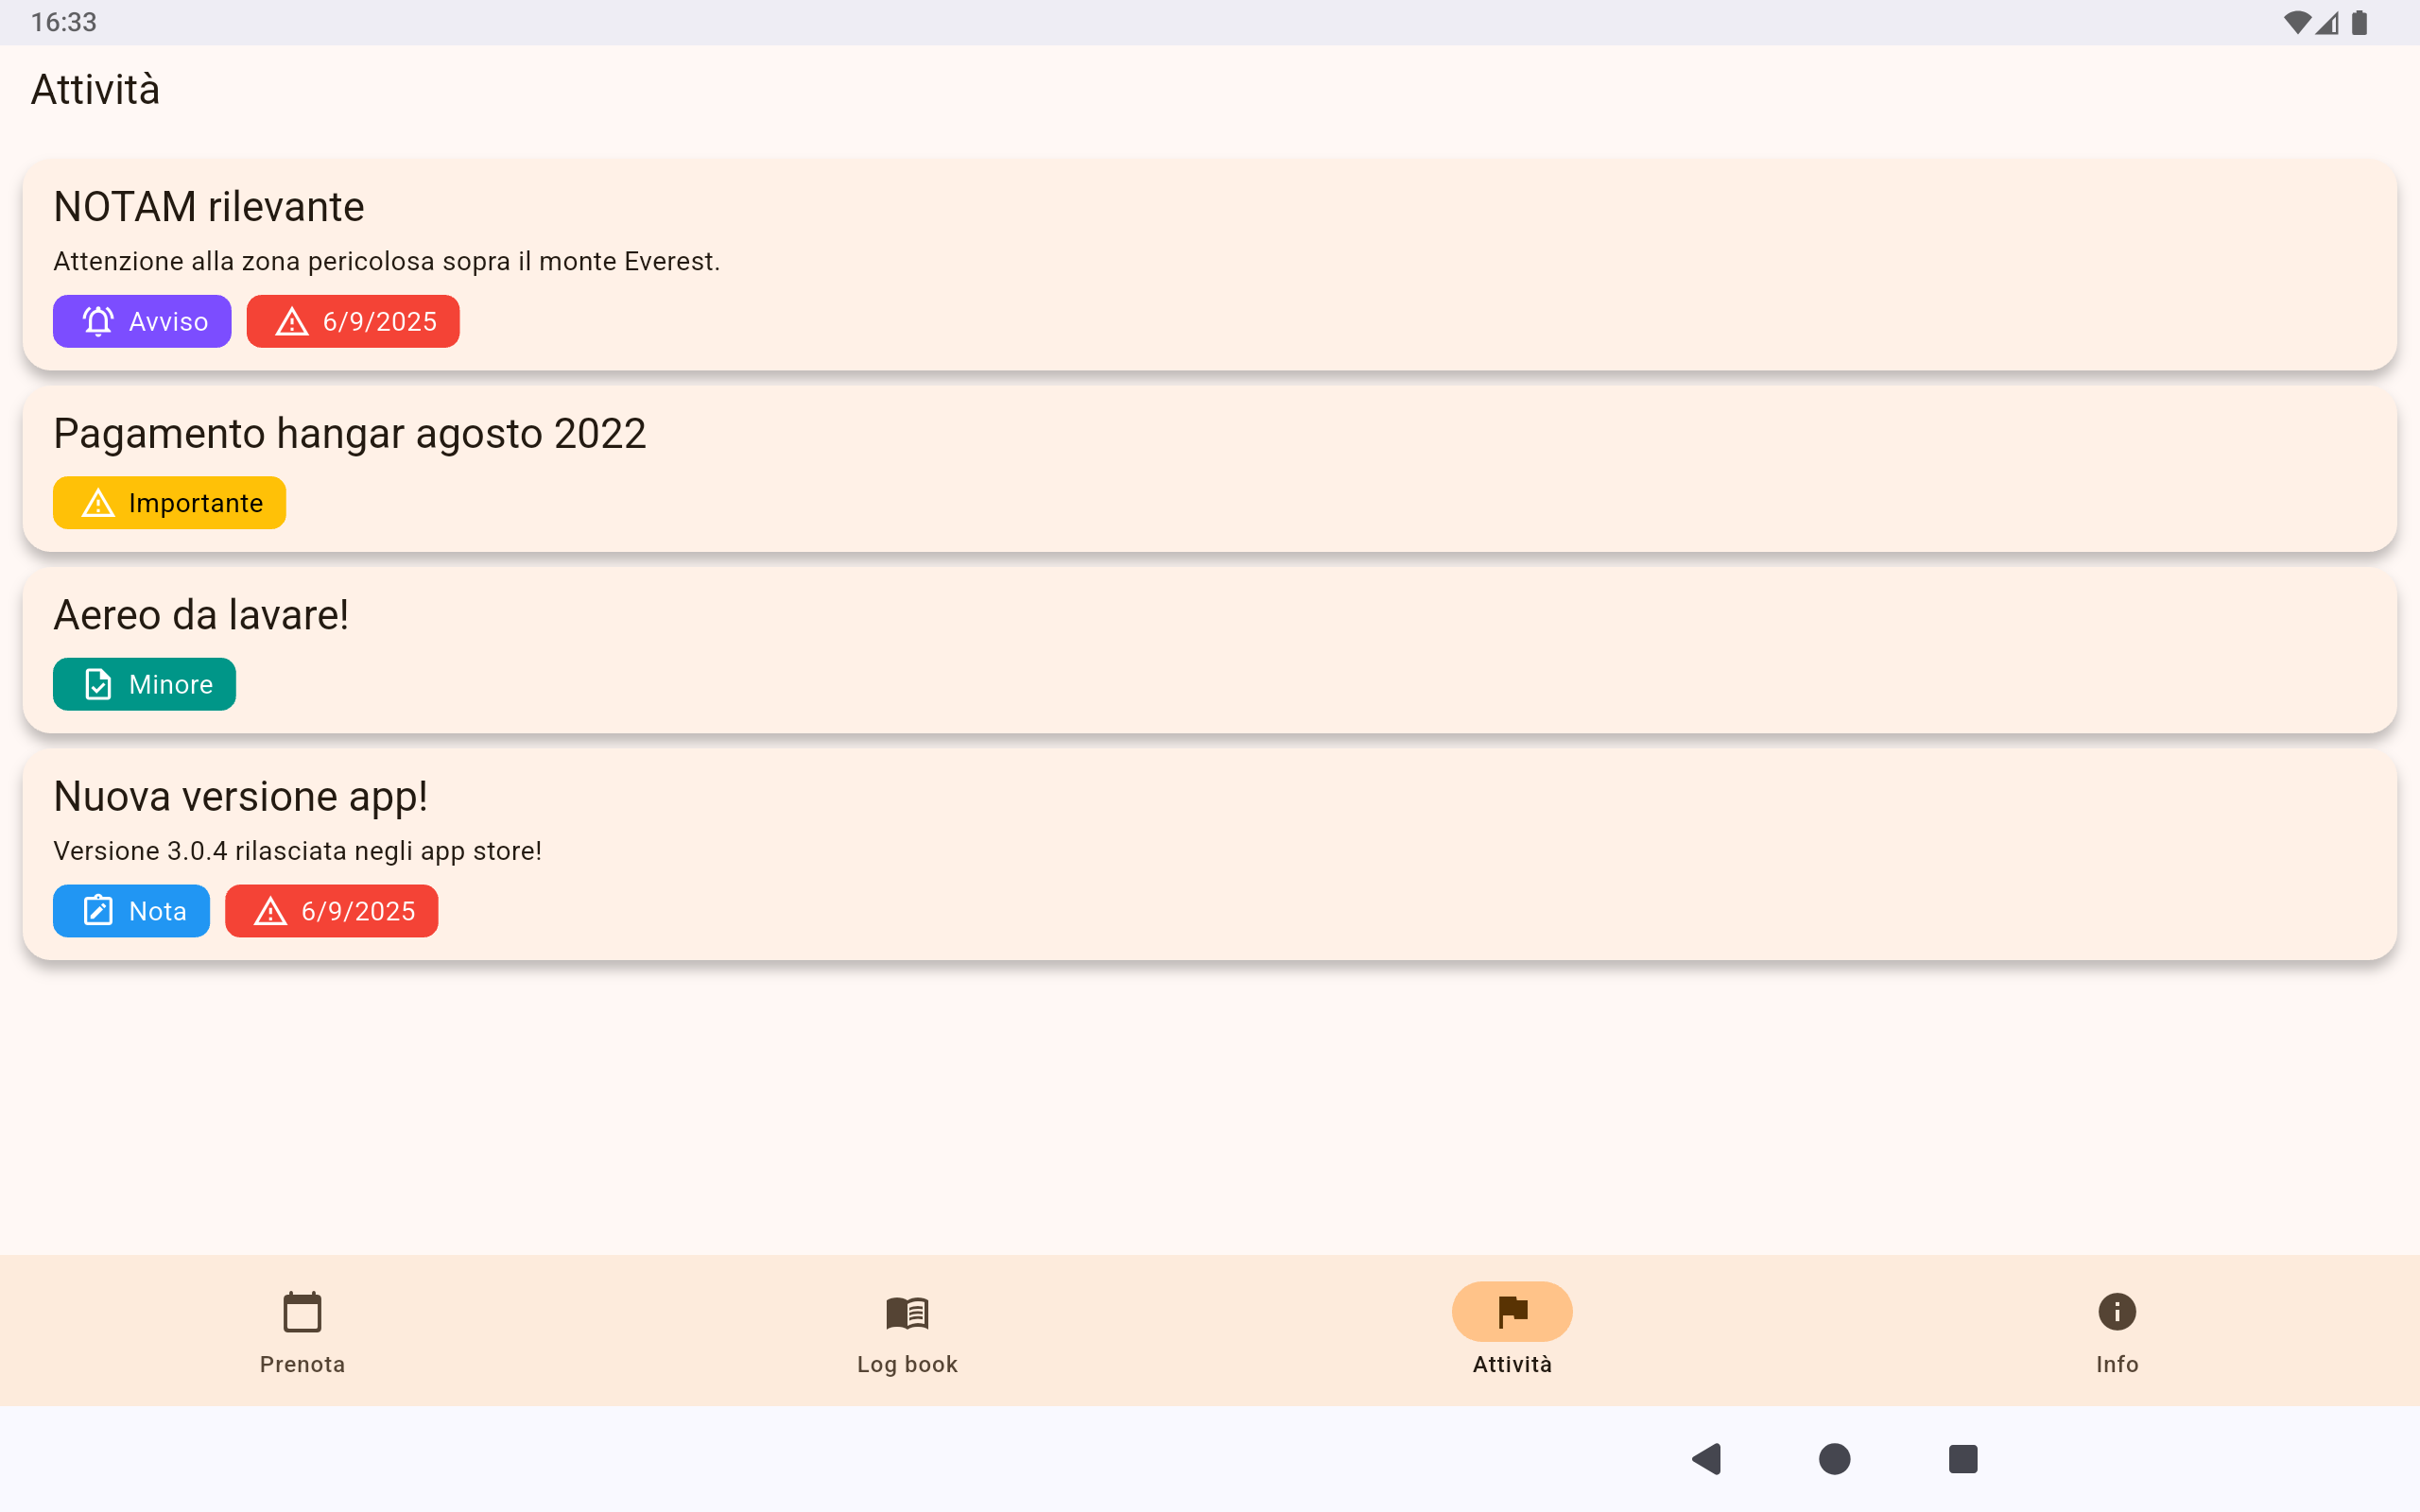 16:33
Attività
NOTAM rilevante
Attenzione alla zona pericolosa sopra il monte Everest.
Avviso 6/9/2025
Pagamento hangar agosto 2022
Importante
Aereo da lavare!
Minore
Nuova versione app!
Versione 3.0.4 rilasciata negli app store!
Nota 6/9/2025
Prenota Log book Attività Info